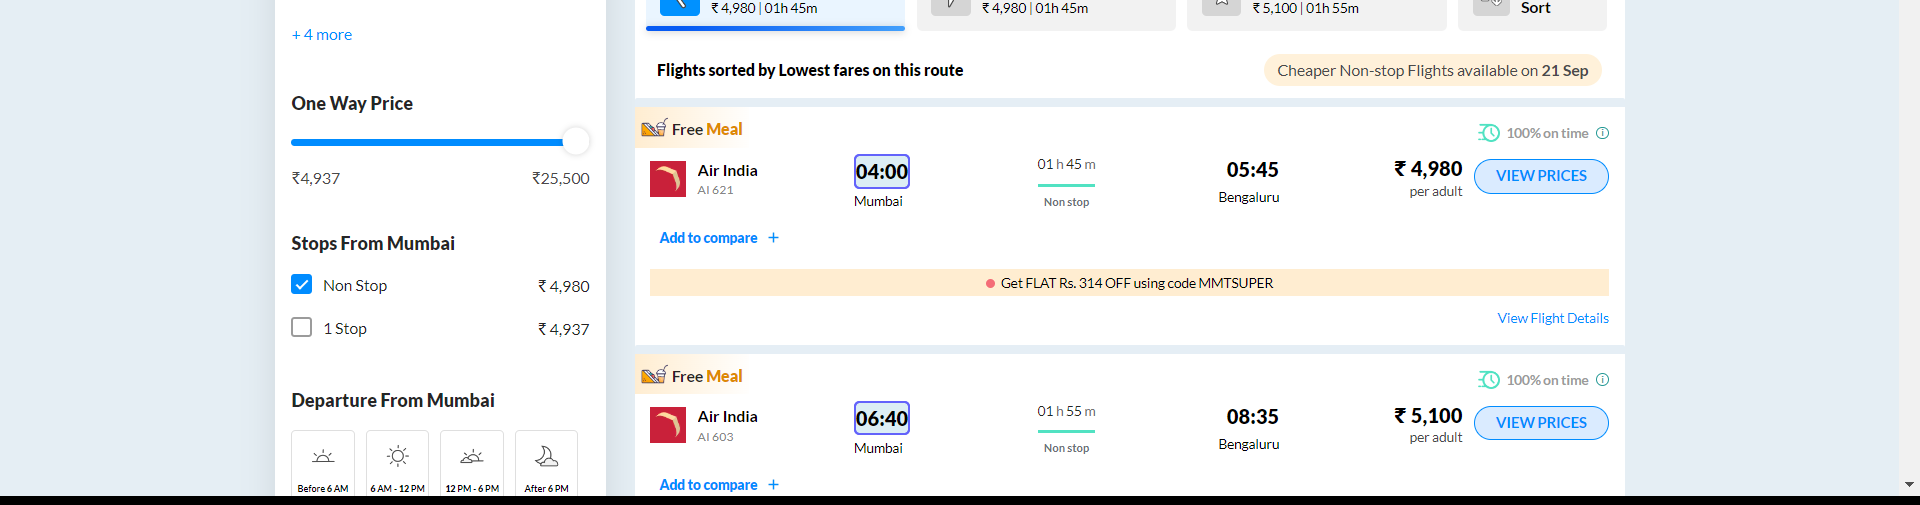 + 4 more
One Way Price
₹4,937 ₹25,500
Stops From Mumbai
Non Stop ₹ 4,980
1 Stop ₹ 4,937
Departure From Mumbai
Before 6 AM 6 AM - 12 PM 12 PM - 6 PM After 6 PM
₹ 4,980 | 01h 45m ₹ 4,980 | 01h 45m ₹ 5,100 | 01h 55m Sort
Flights sorted by Lowest fares on this route Cheaper Non-stop Flights available on 21 Sep
Free Meal 100% on time
Air India 04:00 01 h 45 m 05:45 ₹ 4,980 VIEW PRICES
AI 621 Mumbai Non stop Bengaluru per adult
Add to compare +
Get FLAT Rs. 314 OFF using code MMTSUPER
View Flight Details
Free Meal 100% on time
Air India 06:40 01 h 55 m 08:35 ₹ 5,100 VIEW PRICES
AI 603 Mumbai Non stop Bengaluru per adult
Add to compare +